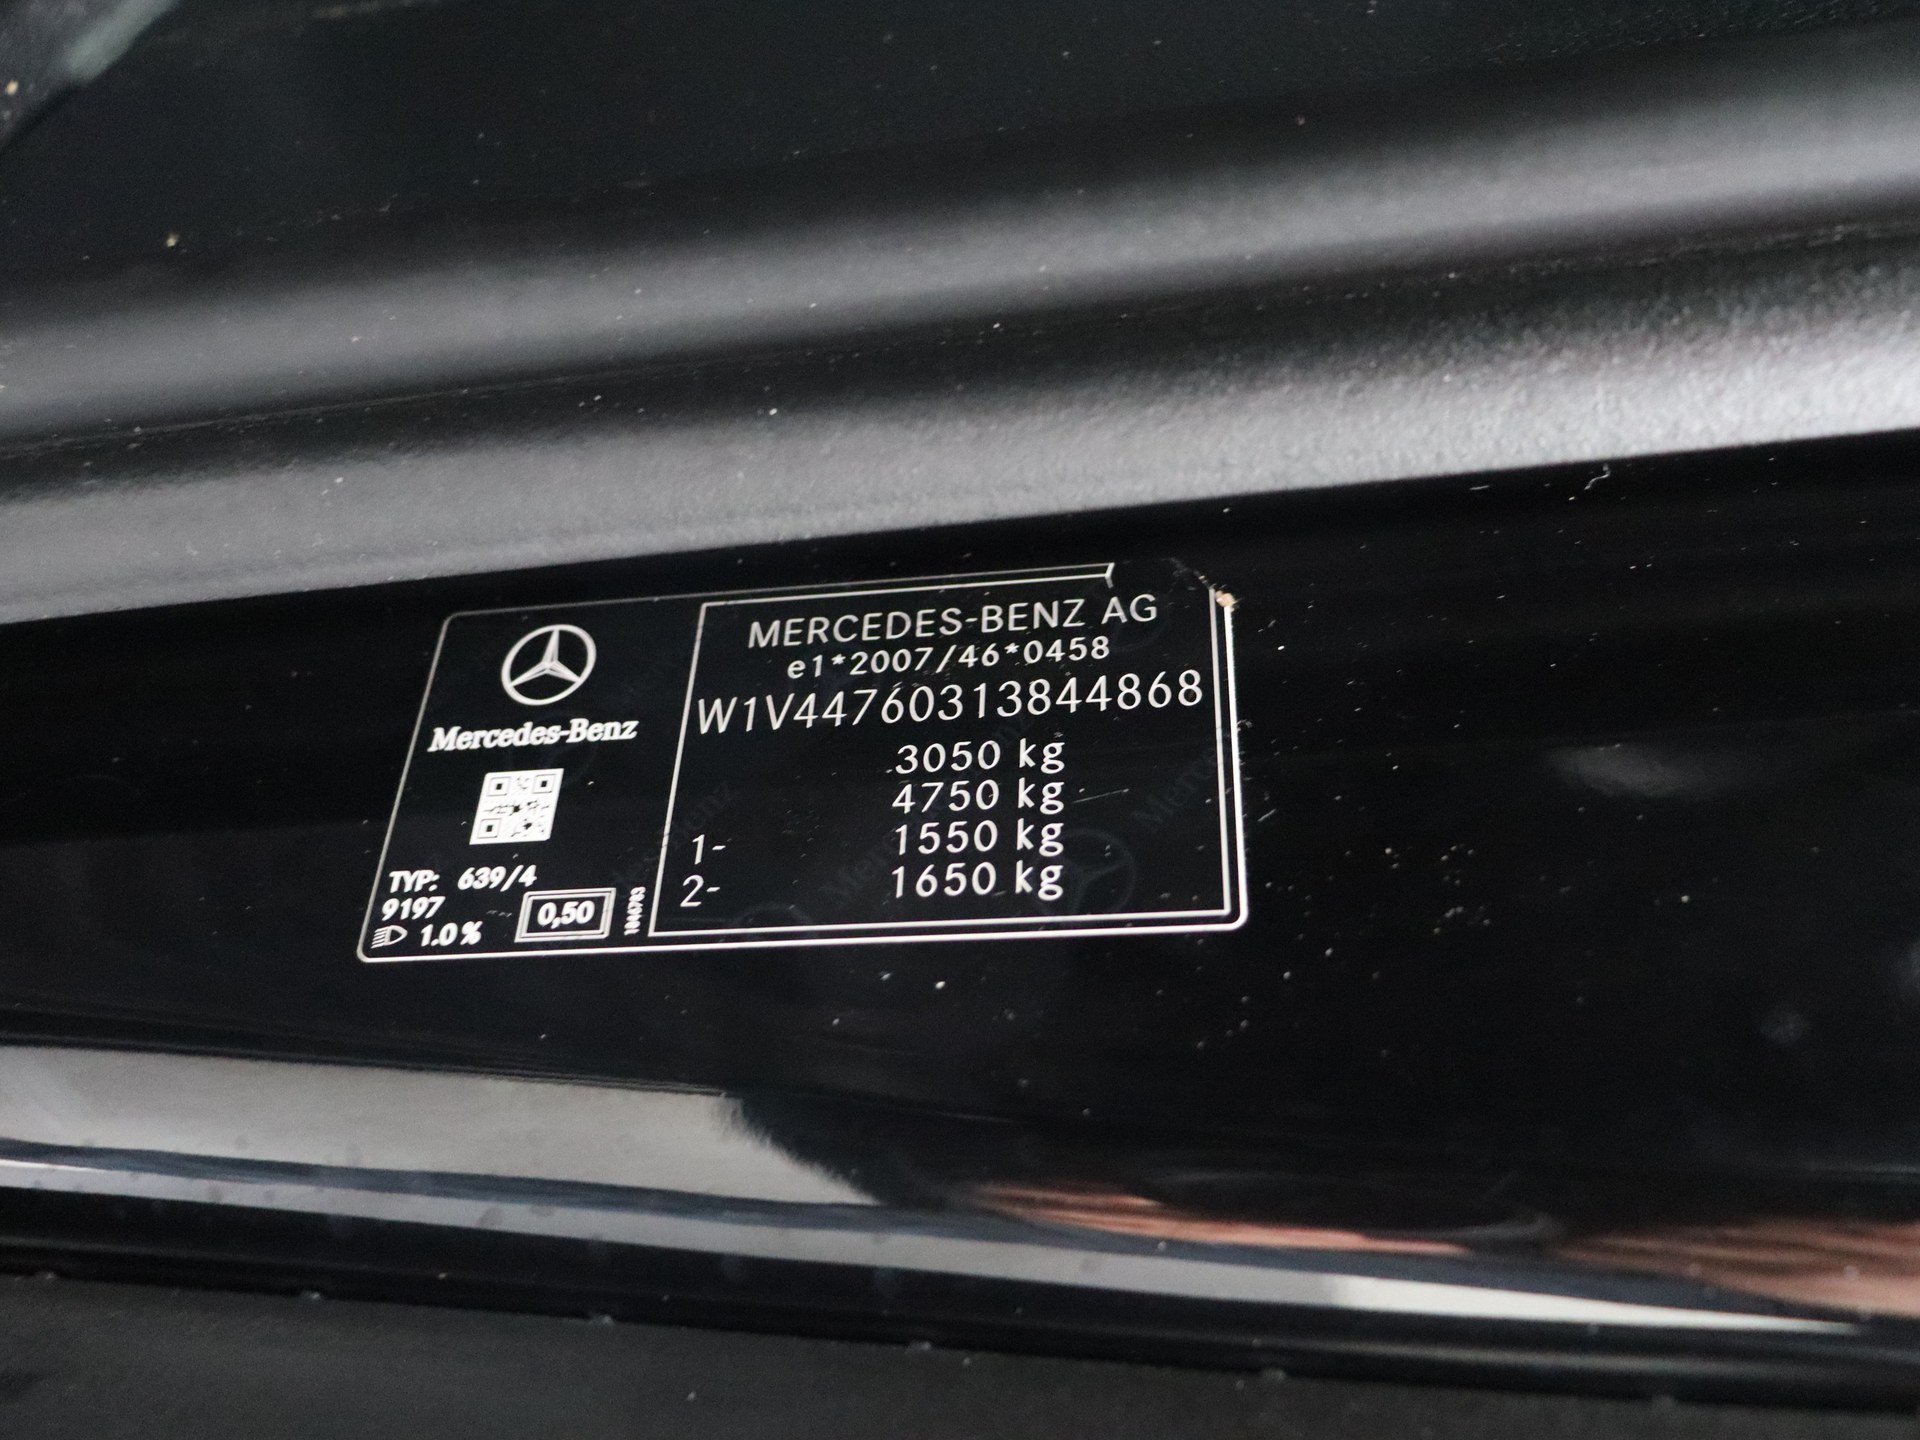 Mercedes-Benz
TYP: 639/4
9197
1.0 %
0,50
MERCEDES-BENZ AG
e1*2007/46*0458
W1V44760313844868
3050 kg
4750 kg
1- 1550 kg
2- 1650 kg